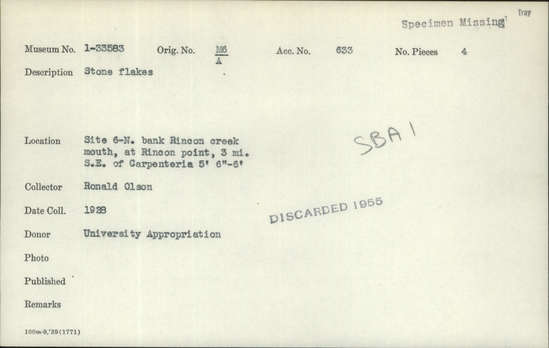 Tray
Specimen Missing?
Museum No. 1-33583 Orig. No. 186/A Acc. No. 633 No. Pieces 4
Description Stone flakes
Location Site 6-N. bank Rincon creek
mouth, at Rincon point, 3 mi.
S.E. of Carpenteria 5' 6"-6'
SBA 1
Collector Ronald Olson
Date Coll. 1928
DISCARDED 1955
Donor University Appropriation
Photo
Published
Remarks